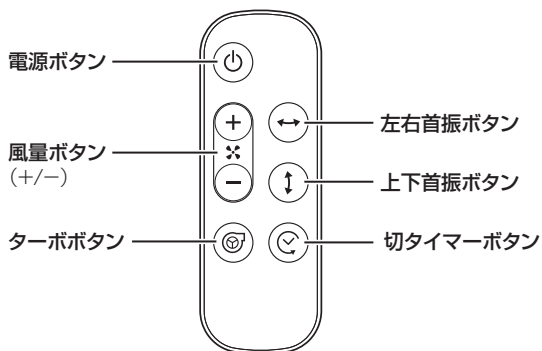 電源ボタン
風量ボタン
(+/−)
ターボボタン
左右首振ボタン
上下首振ボタン
切タイマーボタン